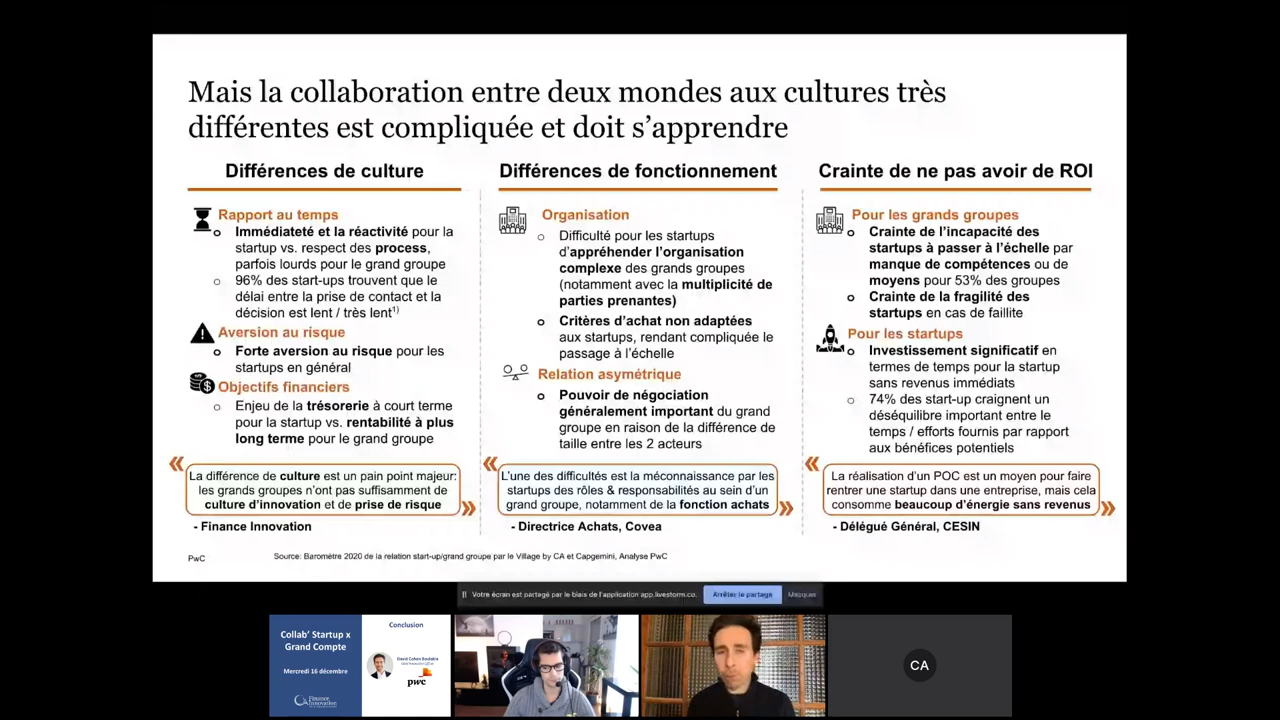 Mais la collaboration entre deux mondes aux cultures très
différentes est compliquée et doit s'apprendre
Différences de culture
Rapport au temps
Immédiateté et la réactivité pour la
startup vs. respect des process,
parfois lourds pour le grand groupe
96% des start-ups trouvent que le
délai entre la prise de contact et la
décision est lent / très lent1)
Aversion au risque
Forte aversion au risque pour les
startups en général
Objectifs financiers
Enjeu de la trésorerie à court terme
pour la startup vs. rentabilité à plus
long terme pour le grand groupe
« La différence de culture est un pain point majeur:
les grands groupes n'ont pas suffisamment de
culture d'innovation et de prise de risque »
- Finance Innovation
Différences de fonctionnement
Organisation
Difficulté pour les startups
d'appréhender l'organisation
complexe des grands groupes
(notamment avec la multiplicité de
parties prenantes)
Critères d'achat non adaptées
aux startups, rendant compliquée le
passage à l'échelle
Relation asymétrique
Pouvoir de négociation
généralement important du grand
groupe en raison de la différence de
taille entre les 2 acteurs
« L'une des difficultés est la méconnaissance par les
startups des rôles & responsabilités au sein d'un
grand groupe, notamment de la fonction achats »
- Directrice Achats, Covea
Crainte de ne pas avoir de ROI
Pour les grands groupes
Crainte de l'incapacité des
startups à passer à l'échelle par
manque de compétences ou de
moyens pour 53% des groupes
Crainte de la fragilité des
startups en cas de faillite
Pour les startups
Investissement significatif en
termes de temps pour la startup
sans revenus immédiats
74% des start-up craignent un
déséquilibre important entre le
temps / efforts fournis par rapport
aux bénéfices potentiels
« La réalisation d'un POC est un moyen pour faire
rentrer une startup dans une entreprise, mais cela
consomme beaucoup d'énergie sans revenus »
- Délégué Général, CESIN
PwC
Source: Baromètre 2020 de la relation start-up/grand groupe par le Village by CA et Capgemini, Analyse PwC
Votre écran est partagé par le biais de l'application app.livestorm.co.
Arrêter le partage
Masquer
Collab' Startup x
Grand Compte
Mercredi 16 décembre
Finance
Innovation
Conclusion
pwc
CA